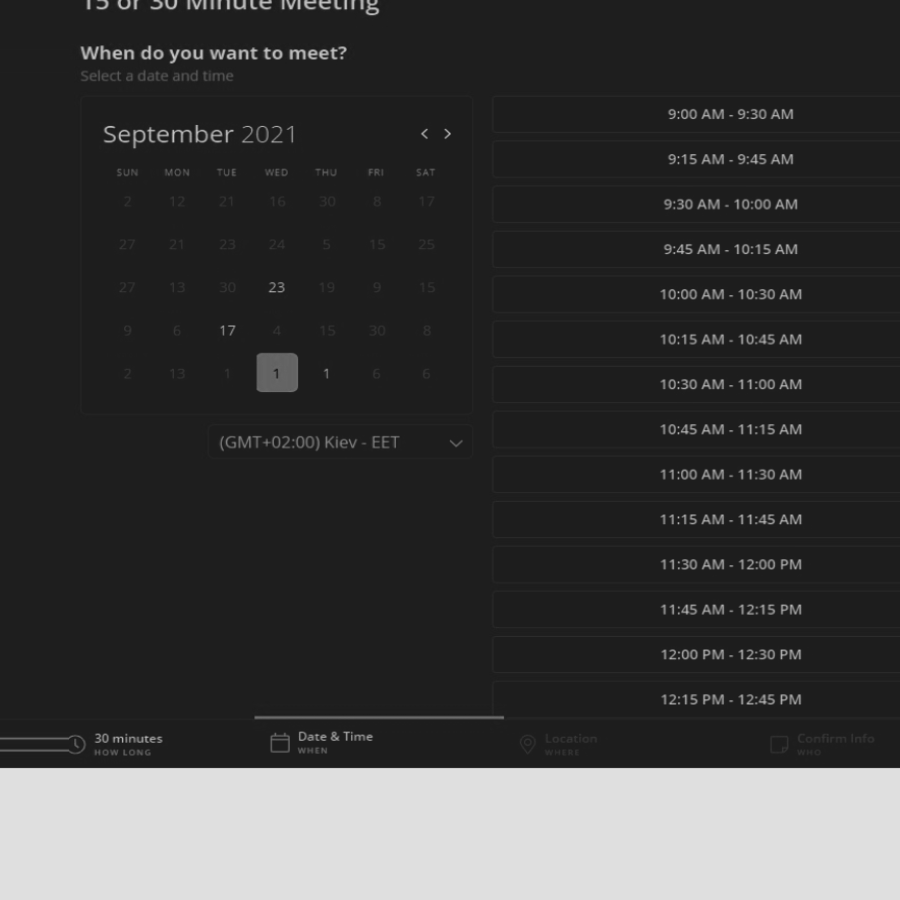 15 or 30 Minute Meeting
When do you want to meet?
Select a date and time
September 2021
< >
SUN MON TUE WED THU FRI SAT
2 12 21 16 30 8 17
27 21 23 24 5 15 25
27 13 30 23 19 9 15
9 6 17 4 15 30 8
2 13 1 1 1 6 6
(GMT+02:00) Kiev - EET
9:00 AM - 9:30 AM
9:15 AM - 9:45 AM
9:30 AM - 10:00 AM
9:45 AM - 10:15 AM
10:00 AM - 10:30 AM
10:15 AM - 10:45 AM
10:30 AM - 11:00 AM
10:45 AM - 11:15 AM
11:00 AM - 11:30 AM
11:15 AM - 11:45 AM
11:30 AM - 12:00 PM
11:45 AM - 12:15 PM
12:00 PM - 12:30 PM
12:15 PM - 12:45 PM
30 minutes
HOW LONG
Date & Time
WHEN
Location
WHERE
Confirm Info
WHO